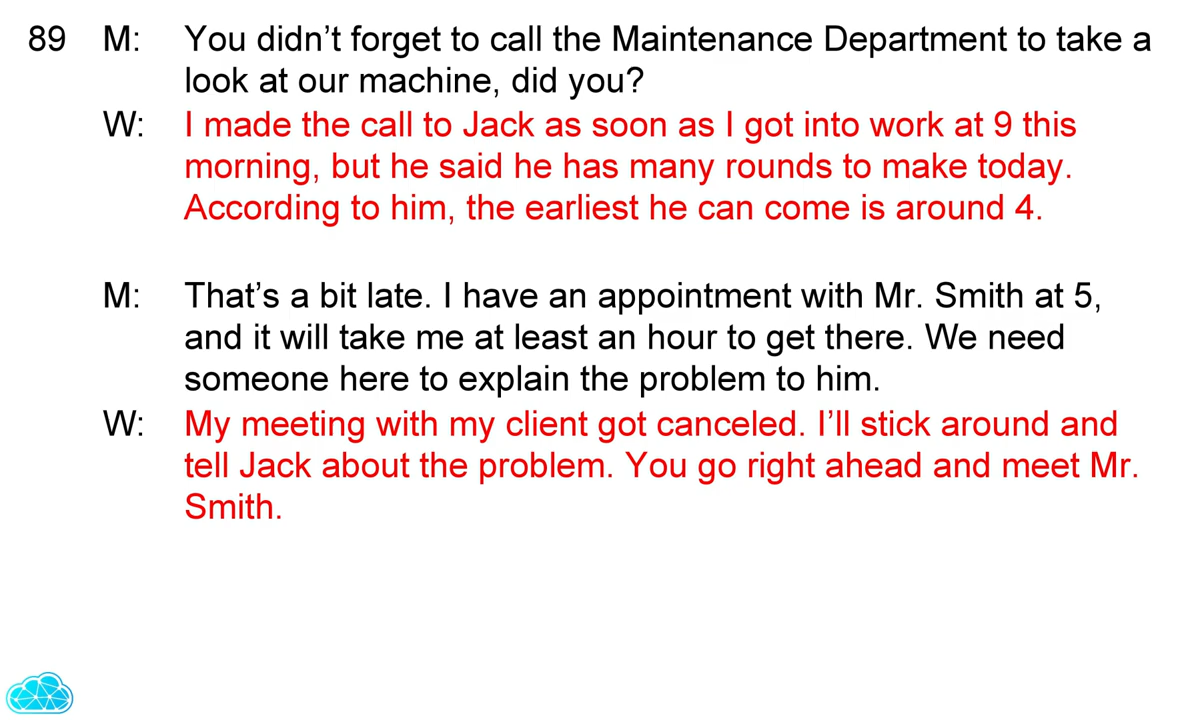 89 M: You didn’t forget to call the Maintenance Department to take a
look at our machine, did you?
W: I made the call to Jack as soon as I got into work at 9 this
morning, but he said he has many rounds to make today.
According to him, the earliest he can come is around 4.
M: That’s a bit late. I have an appointment with Mr. Smith at 5,
and it will take me at least an hour to get there. We need
someone here to explain the problem to him.
W: My meeting with my client got canceled. I’ll stick around and
tell Jack about the problem. You go right ahead and meet Mr.
Smith.